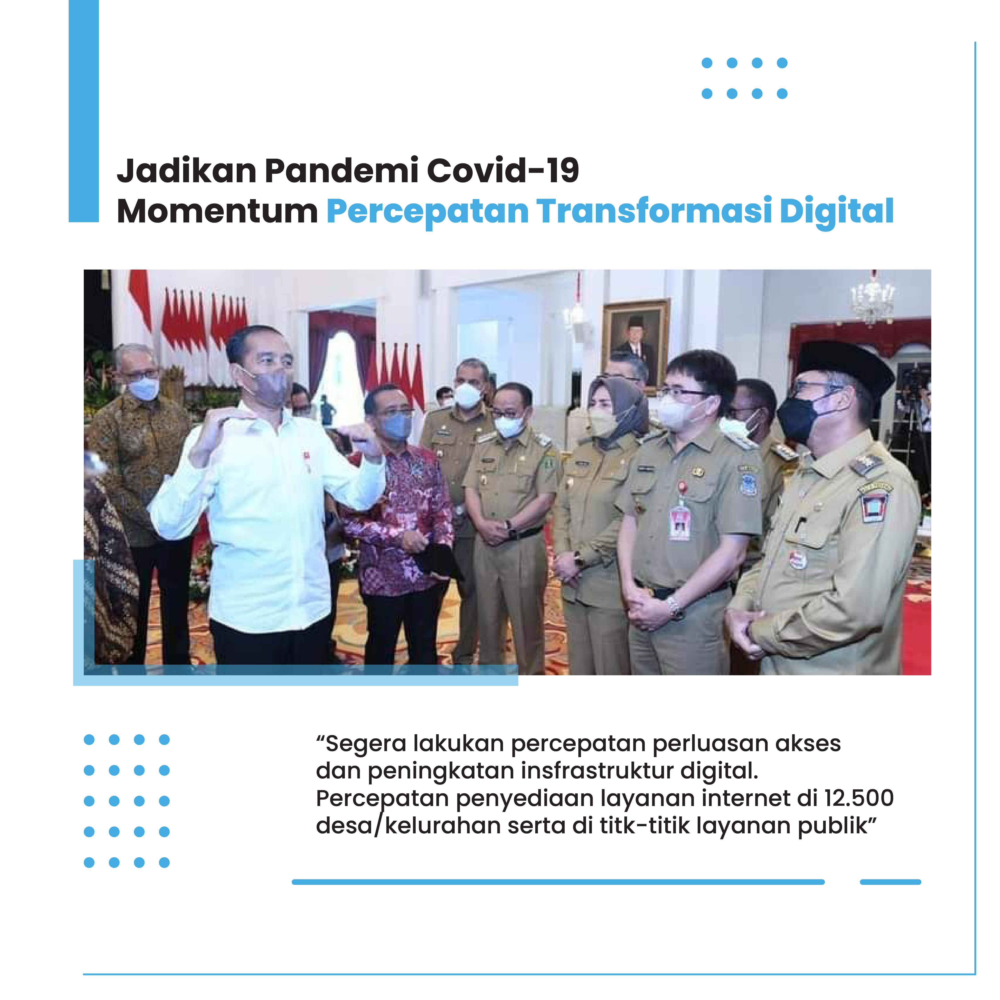 Jadikan Pandemi Covid-19
Momentum Percepatan Transformasi Digital
“Segera lakukan percepatan perluasan akses
dan peningkatan insfrastruktur digital.
Percepatan penyediaan layanan internet di 12.500
desa/kelurahan serta di titk-titik layanan publik”